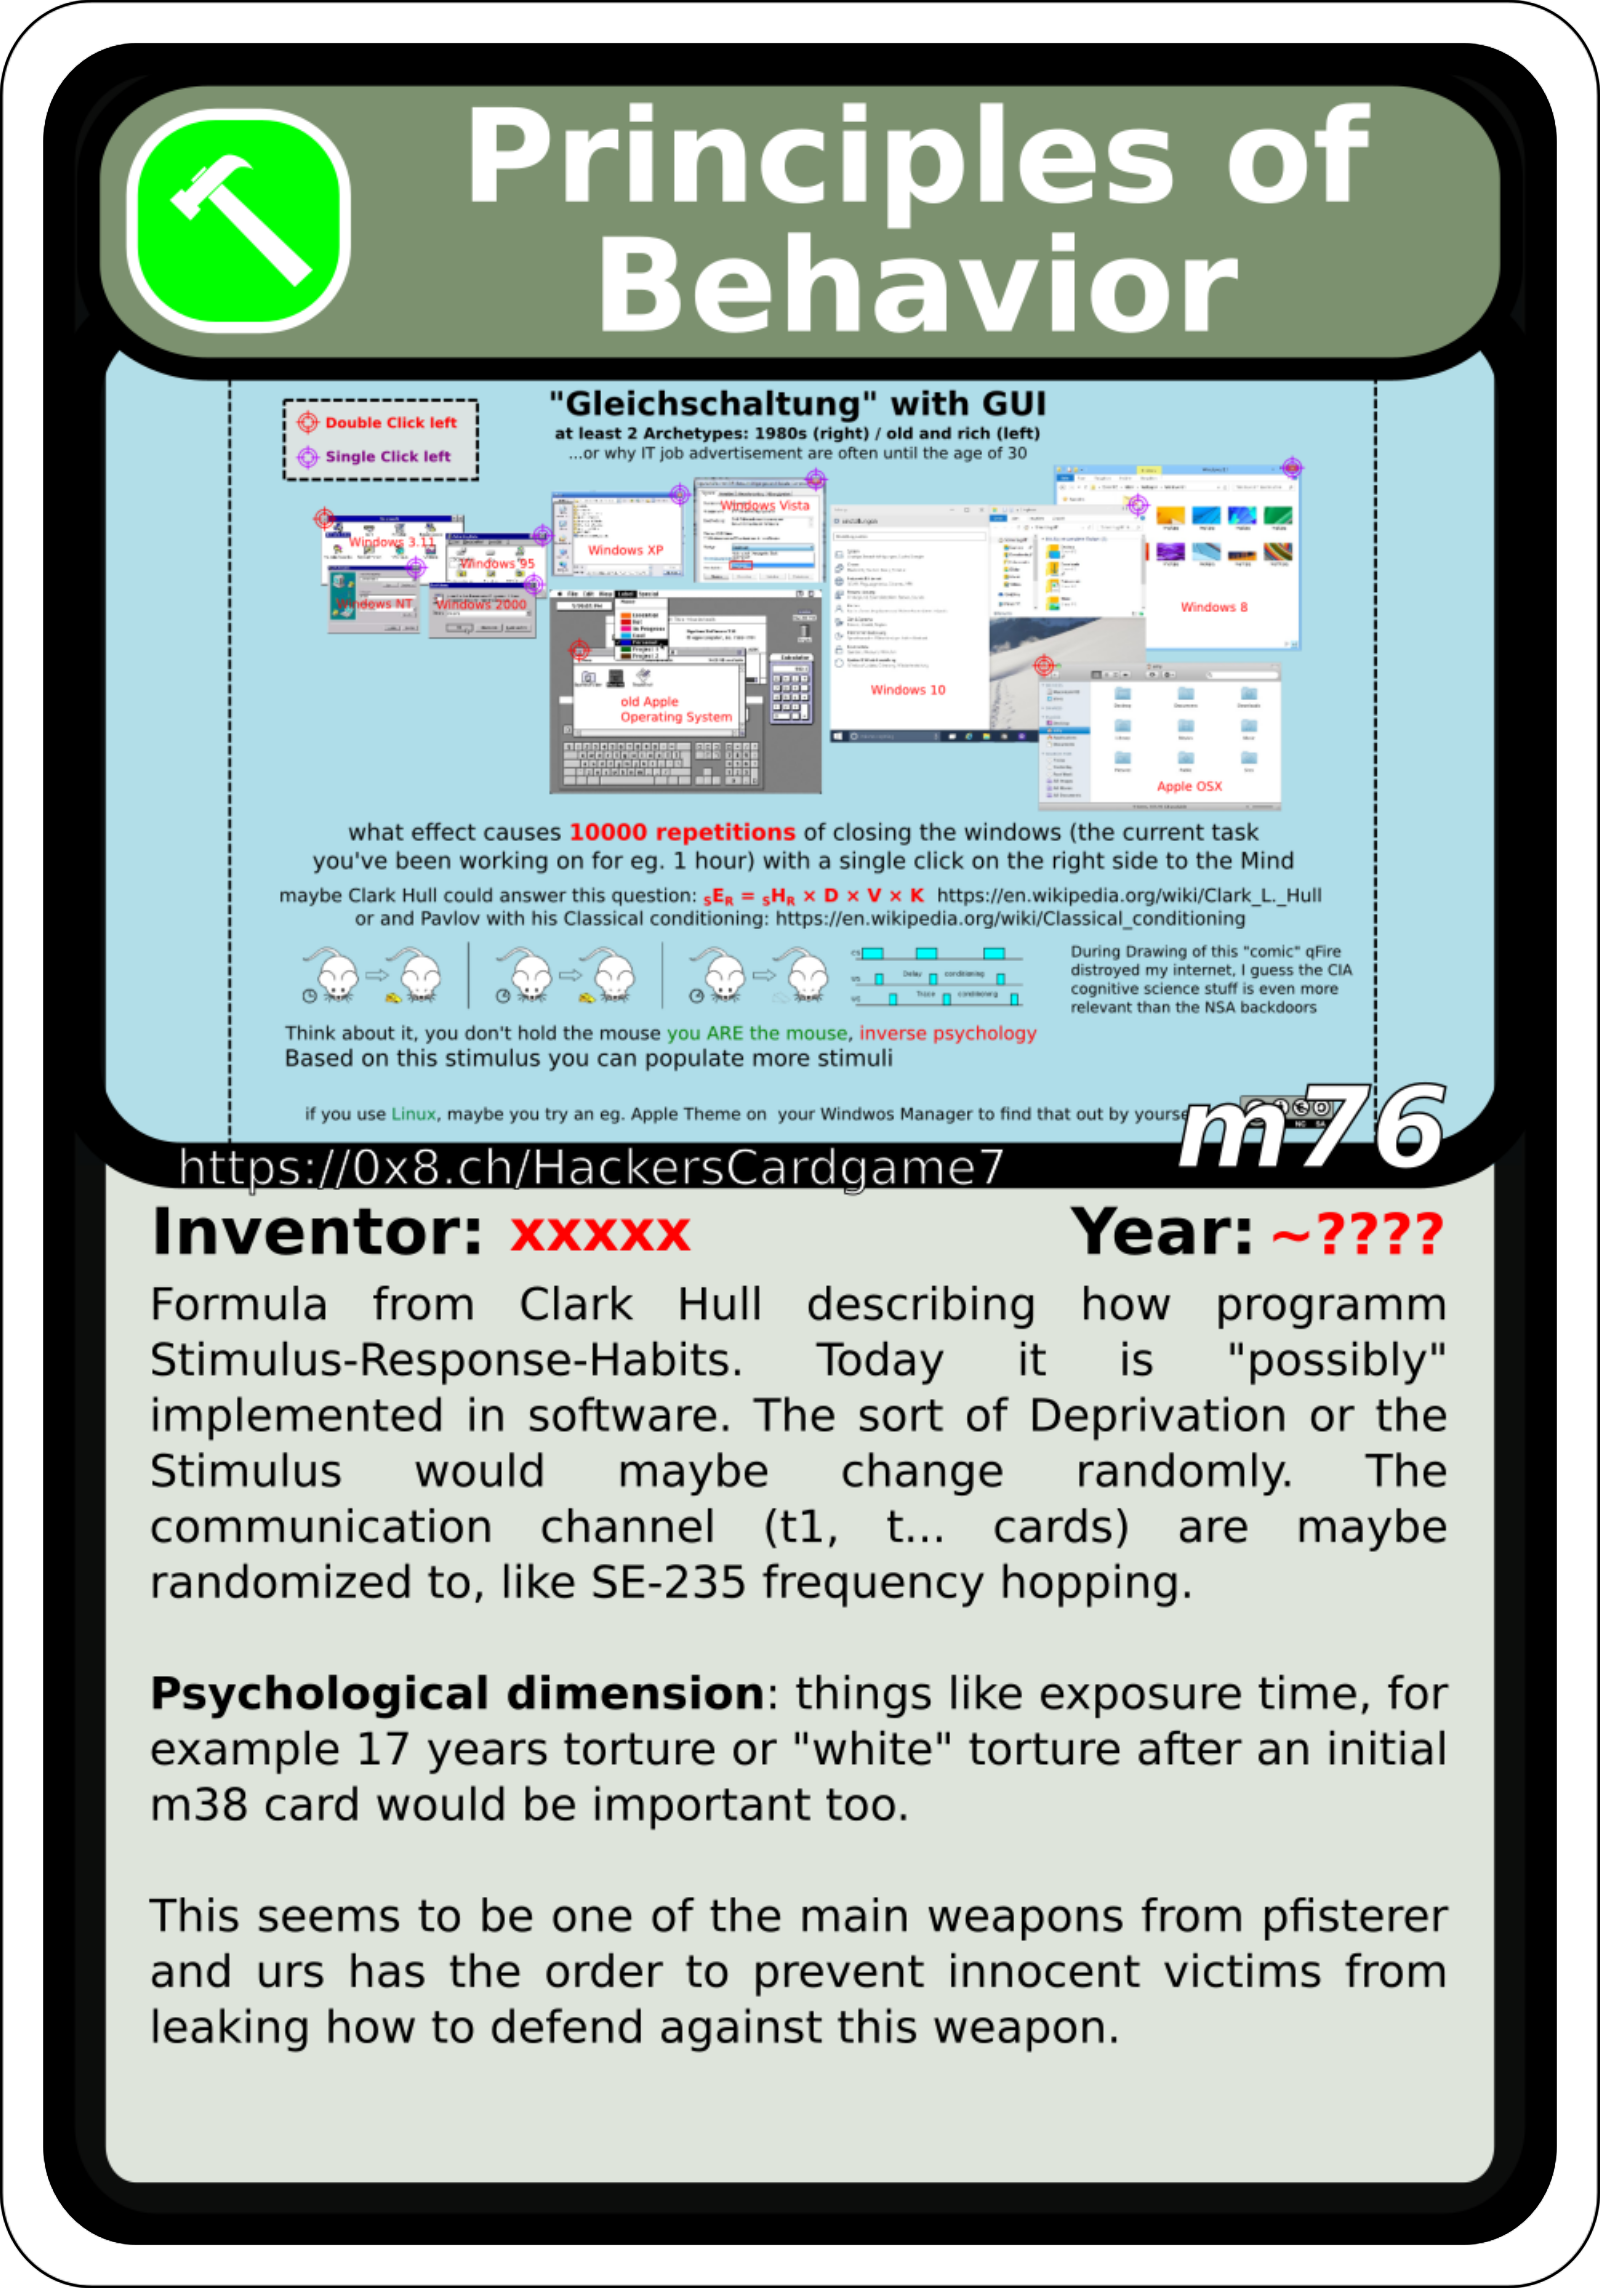 Principles of
Behavior
"Gleichschaltung" with GUI
at least 2 Archetypes: 1980s (right) / old and rich (left)
...or why IT job advertisement are often until the age of 30
Double Click left
Single Click left
Windows 3.11
Windows 95
Windows NT
Windows 2000
Windows XP
Windows Vista
Windows 8
Windows 10
old Apple
Operating System
Apple OSX
what effect causes 10000 repetitions of closing the windows (the current task
you've been working on for eg. 1 hour) with a single click on the right side to the Mind
maybe Clark Hull could answer this question: sER = sHR × D × V × K https://en.wikipedia.org/wiki/Clark_L._Hull
or and Pavlov with his Classical conditioning: https://en.wikipedia.org/wiki/Classical_conditioning
CS
US
Delay conditioning
US
Trace conditioning
During Drawing of this "comic" qFire
distroyed my internet, I guess the CIA
cognitive science stuff is even more
relevant than the NSA backdoors
Think about it, you don't hold the mouse you ARE the mouse, inverse psychology
Based on this stimulus you can populate more stimuli
if you use Linux, maybe you try an eg. Apple Theme on your Windwos Manager to find that out by yourse
m76
https://0x8.ch/HackersCardgame7
Inventor: xxxxx Year: ~????
Formula from Clark Hull describing how programm
Stimulus-Response-Habits. Today it is "possibly"
implemented in software. The sort of Deprivation or the
Stimulus would maybe change randomly. The
communication channel (t1, t... cards) are maybe
randomized to, like SE-235 frequency hopping.
Psychological dimension: things like exposure time, for
example 17 years torture or "white" torture after an initial
m38 card would be important too.
This seems to be one of the main weapons from pfisterer
and urs has the order to prevent innocent victims from
leaking how to defend against this weapon.